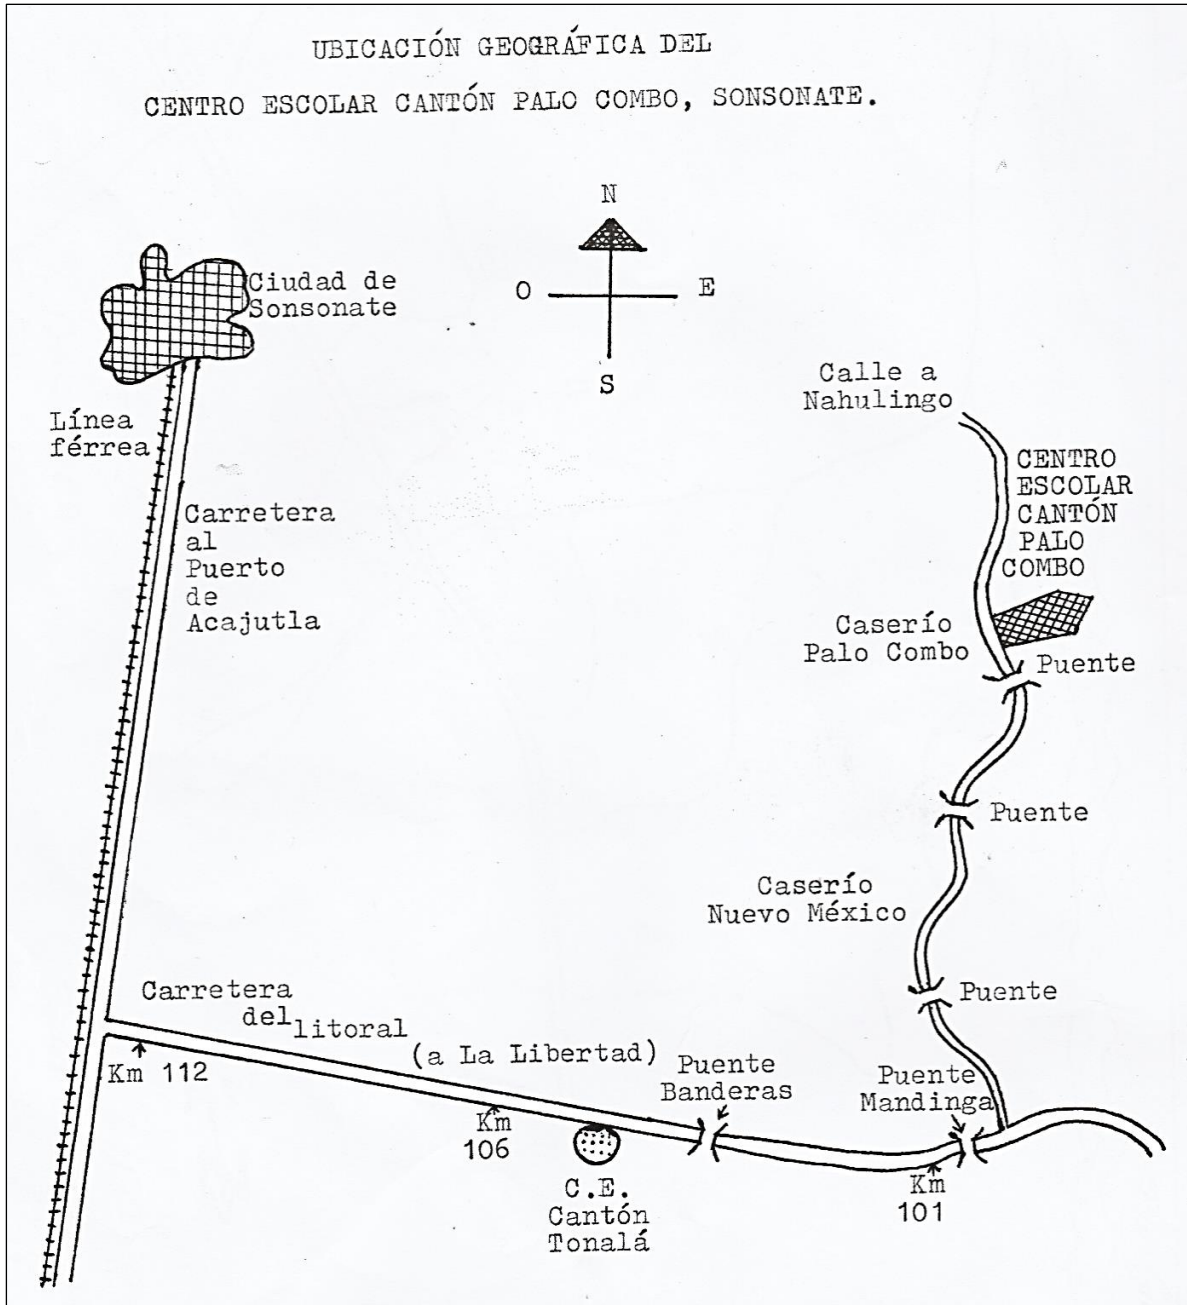 UBICACIÓN GEOGRÁFICA DEL
CENTRO ESCOLAR CANTÓN PALO COMBO, SONSONATE.
N
O
E
S
Ciudad de
Sonsonate
Línea
férrea
Carretera
al
Puerto
de
Acajutla
Calle a
Nahulingo
CENTRO
ESCOLAR
CANTÓN
PALO
COMBO
Caserío
Palo Combo
Puente
Puente
Caserío
Nuevo México
Puente
Carretera
del
litoral
(a La Libertad)
Km 112
Km
106
C.E.
Cantón
Tonalá
Puente
Banderas
Puente
Mandinga
Km
101